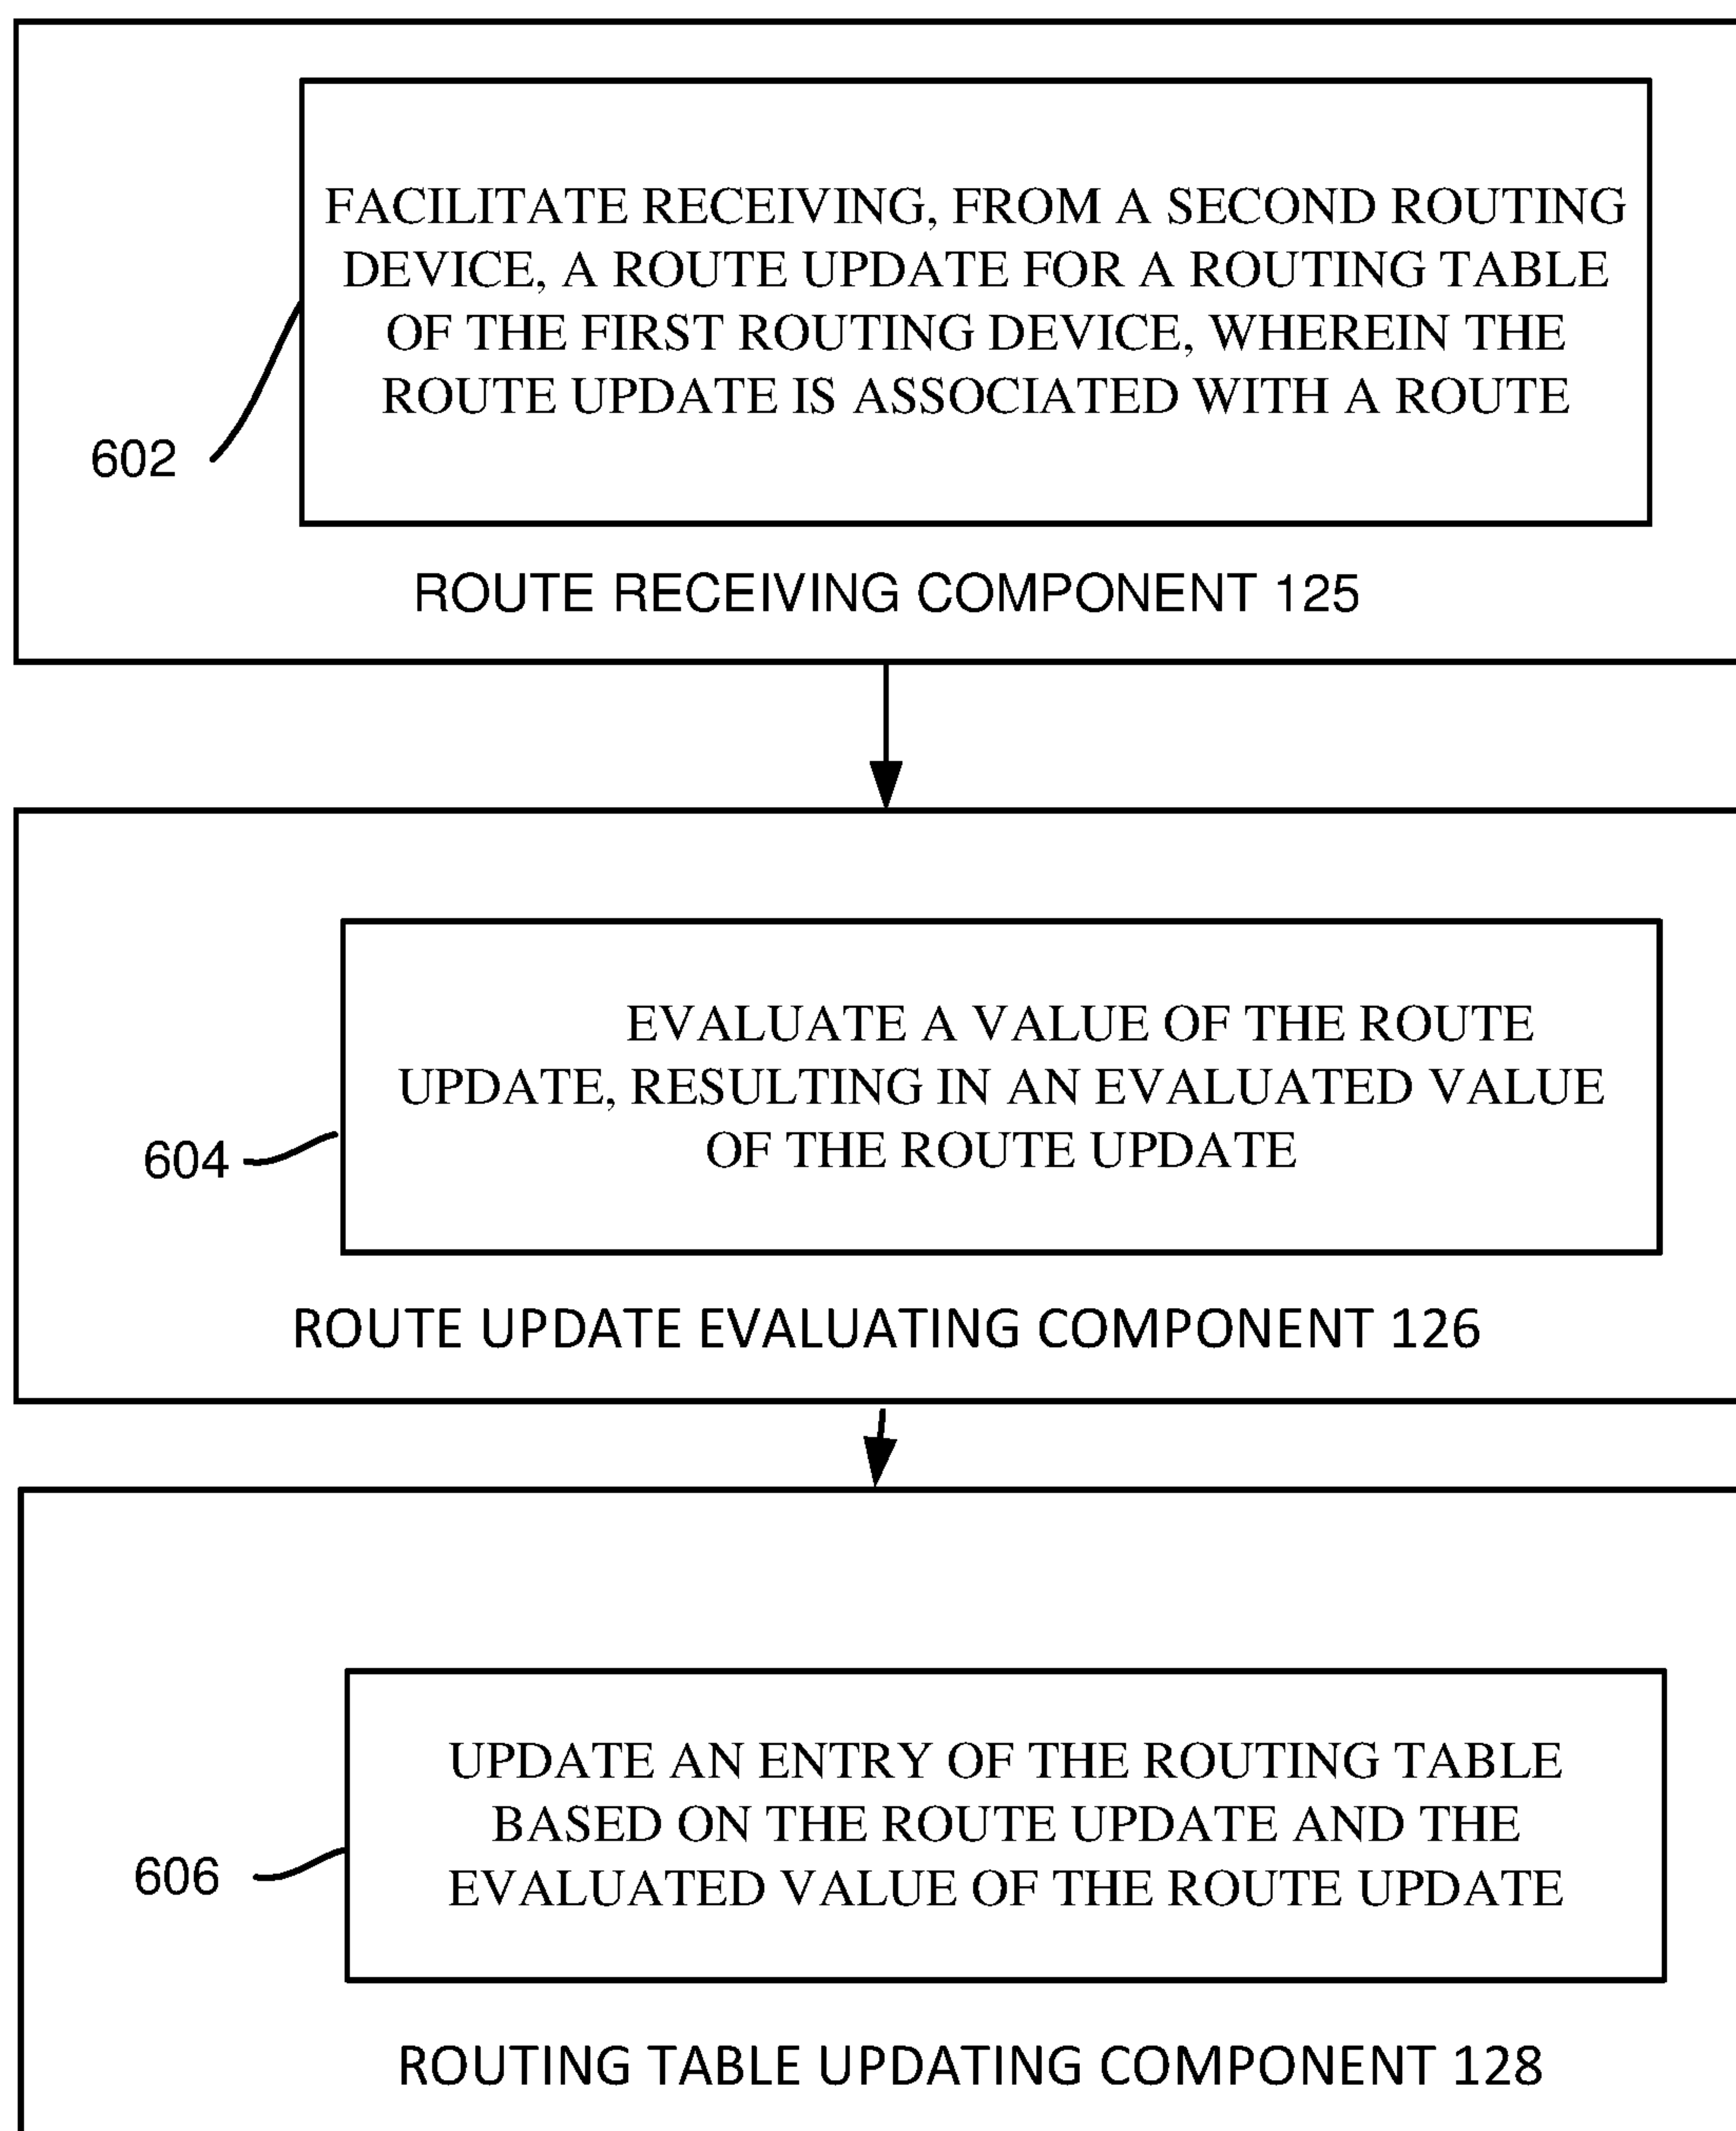 FACILITATE RECEIVING, FROM A SECOND ROUTING
DEVICE, A ROUTE UPDATE FOR A ROUTING TABLE
OF THE FIRST ROUTING DEVICE, WHEREIN THE
ROUTE UPDATE IS ASSOCIATED WITH A ROUTE
602
ROUTE RECEIVING COMPONENT 125
EVALUATE A VALUE OF THE ROUTE
UPDATE, RESULTING IN AN EVALUATED VALUE
OF THE ROUTE UPDATE
604
ROUTE UPDATE EVALUATING COMPONENT 126
UPDATE AN ENTRY OF THE ROUTING TABLE
BASED ON THE ROUTE UPDATE AND THE
EVALUATED VALUE OF THE ROUTE UPDATE
606
ROUTING TABLE UPDATING COMPONENT 128